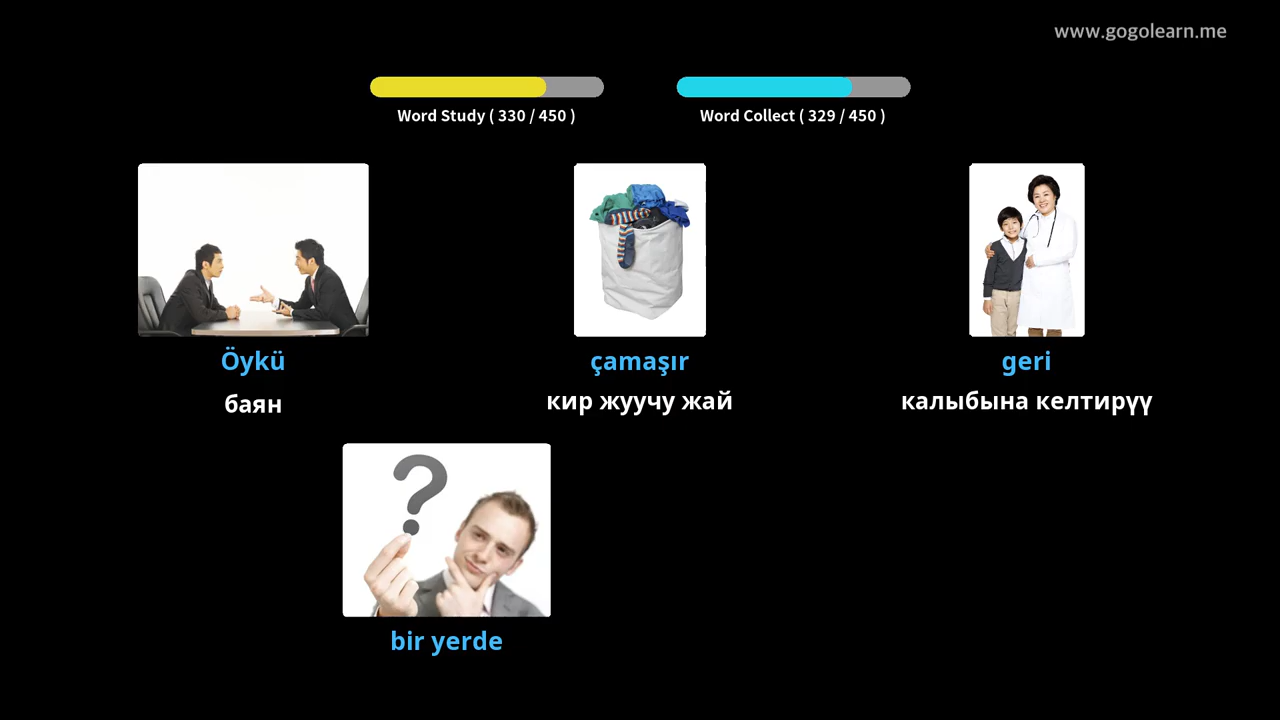 www.gogolearn.me
Word Study ( 330 / 450 )
Word Collect ( 329 / 450 )
Öykü
баян
çamaşır
кир жуучу жай
geri
калыбына келтирүү
bir yerde